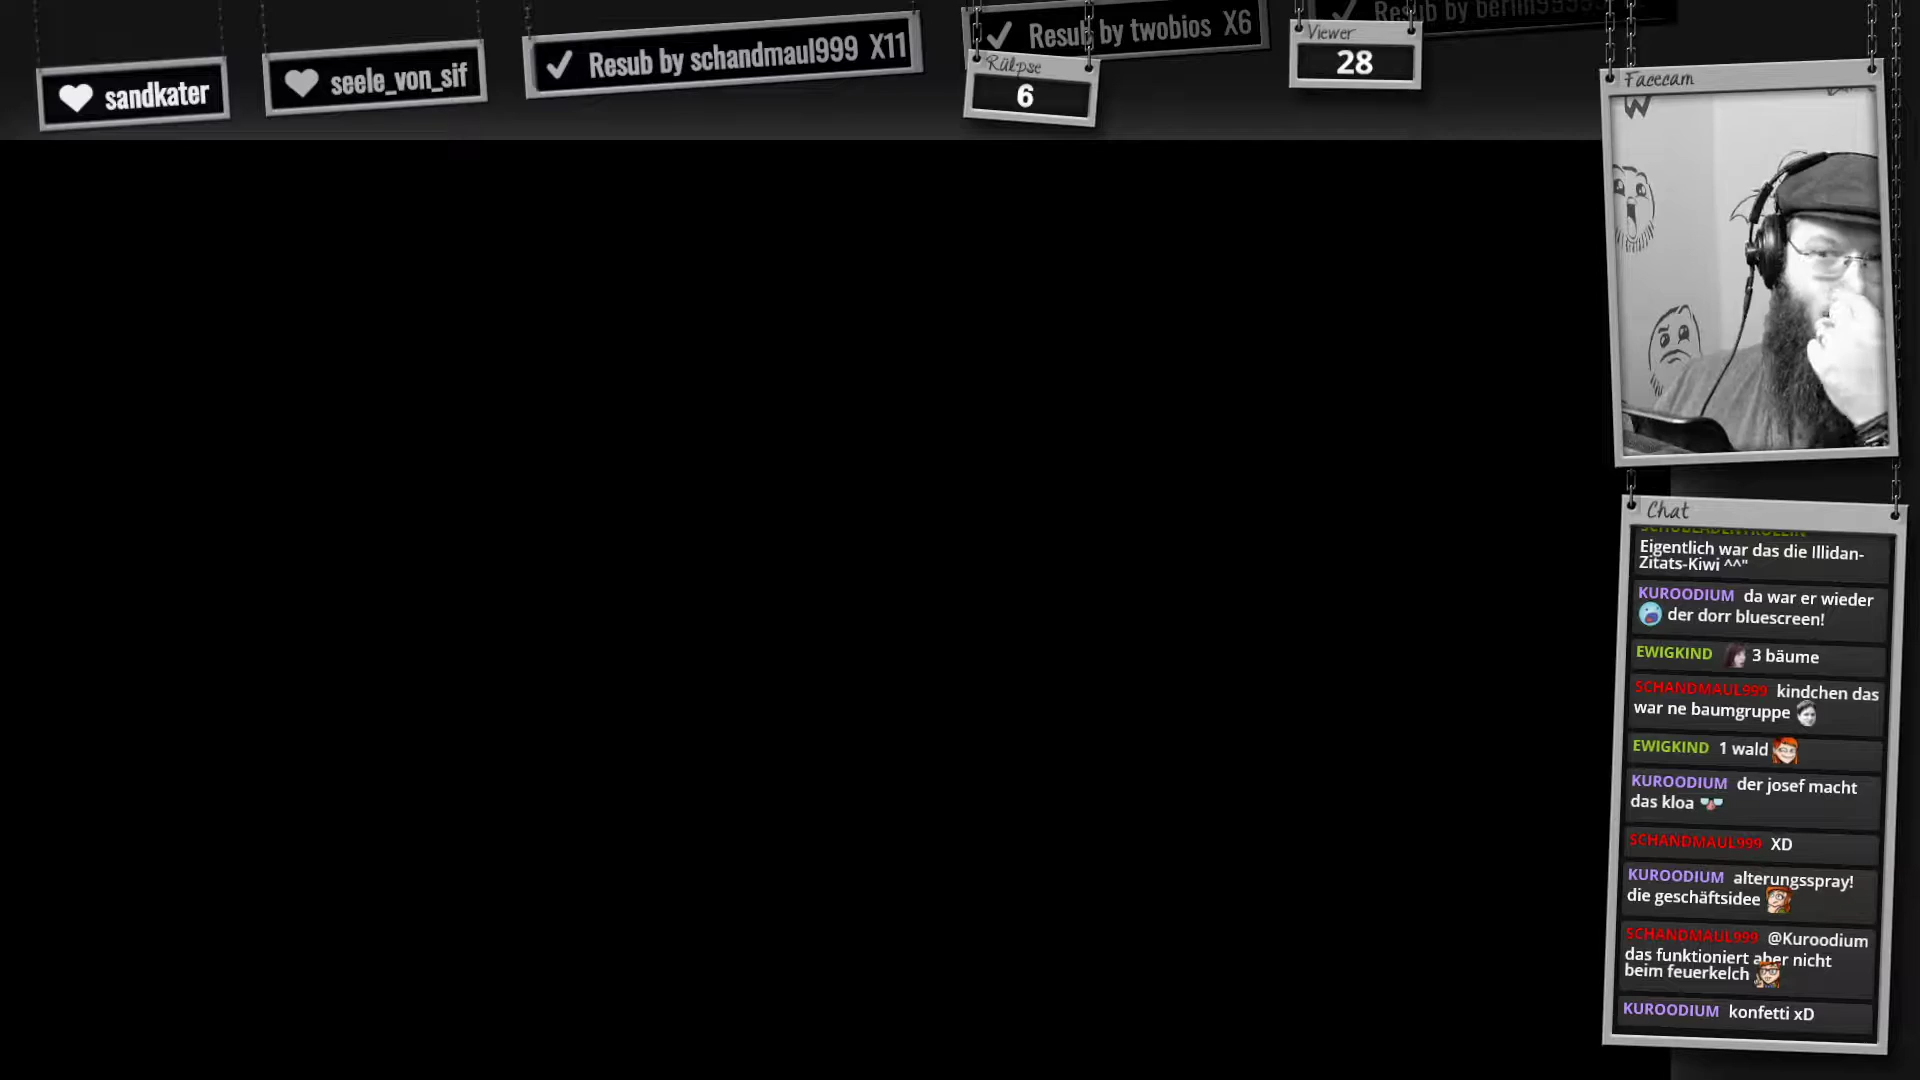 sandkater
seele_von_sif
Resub by schandmaul999 X11
Resub by twobios X6
Resub by
Rülpse
6
Viewer
28
Facecam
W
Chat
Eigentlich war das die Illidan-
Zitats-Kiwi ^^"
KUROODIUM da war er wieder
der dorr bluescreen!
EWIGKIND 3 bäume
SCHANDMAUL999 kindchen das
war ne baumgruppe
EWIGKIND 1 wald
KUROODIUM der josef macht
das kloa
SCHANDMAUL999 XD
KUROODIUM alterungsspray!
die geschäftsidee
SCHANDMAUL999 @Kuroodium
das funktioniert aber nicht
beim feuerkelch
KUROODIUM konfetti xD